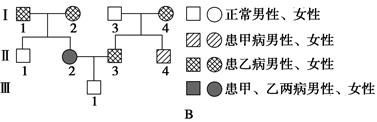 Ⅰ 1 2 3 4
正常男性、女性
患甲病男性、女性
Ⅱ 1 2 3 4
患乙病男性、女性
Ⅲ 1
患甲、乙两病男性、女性
B